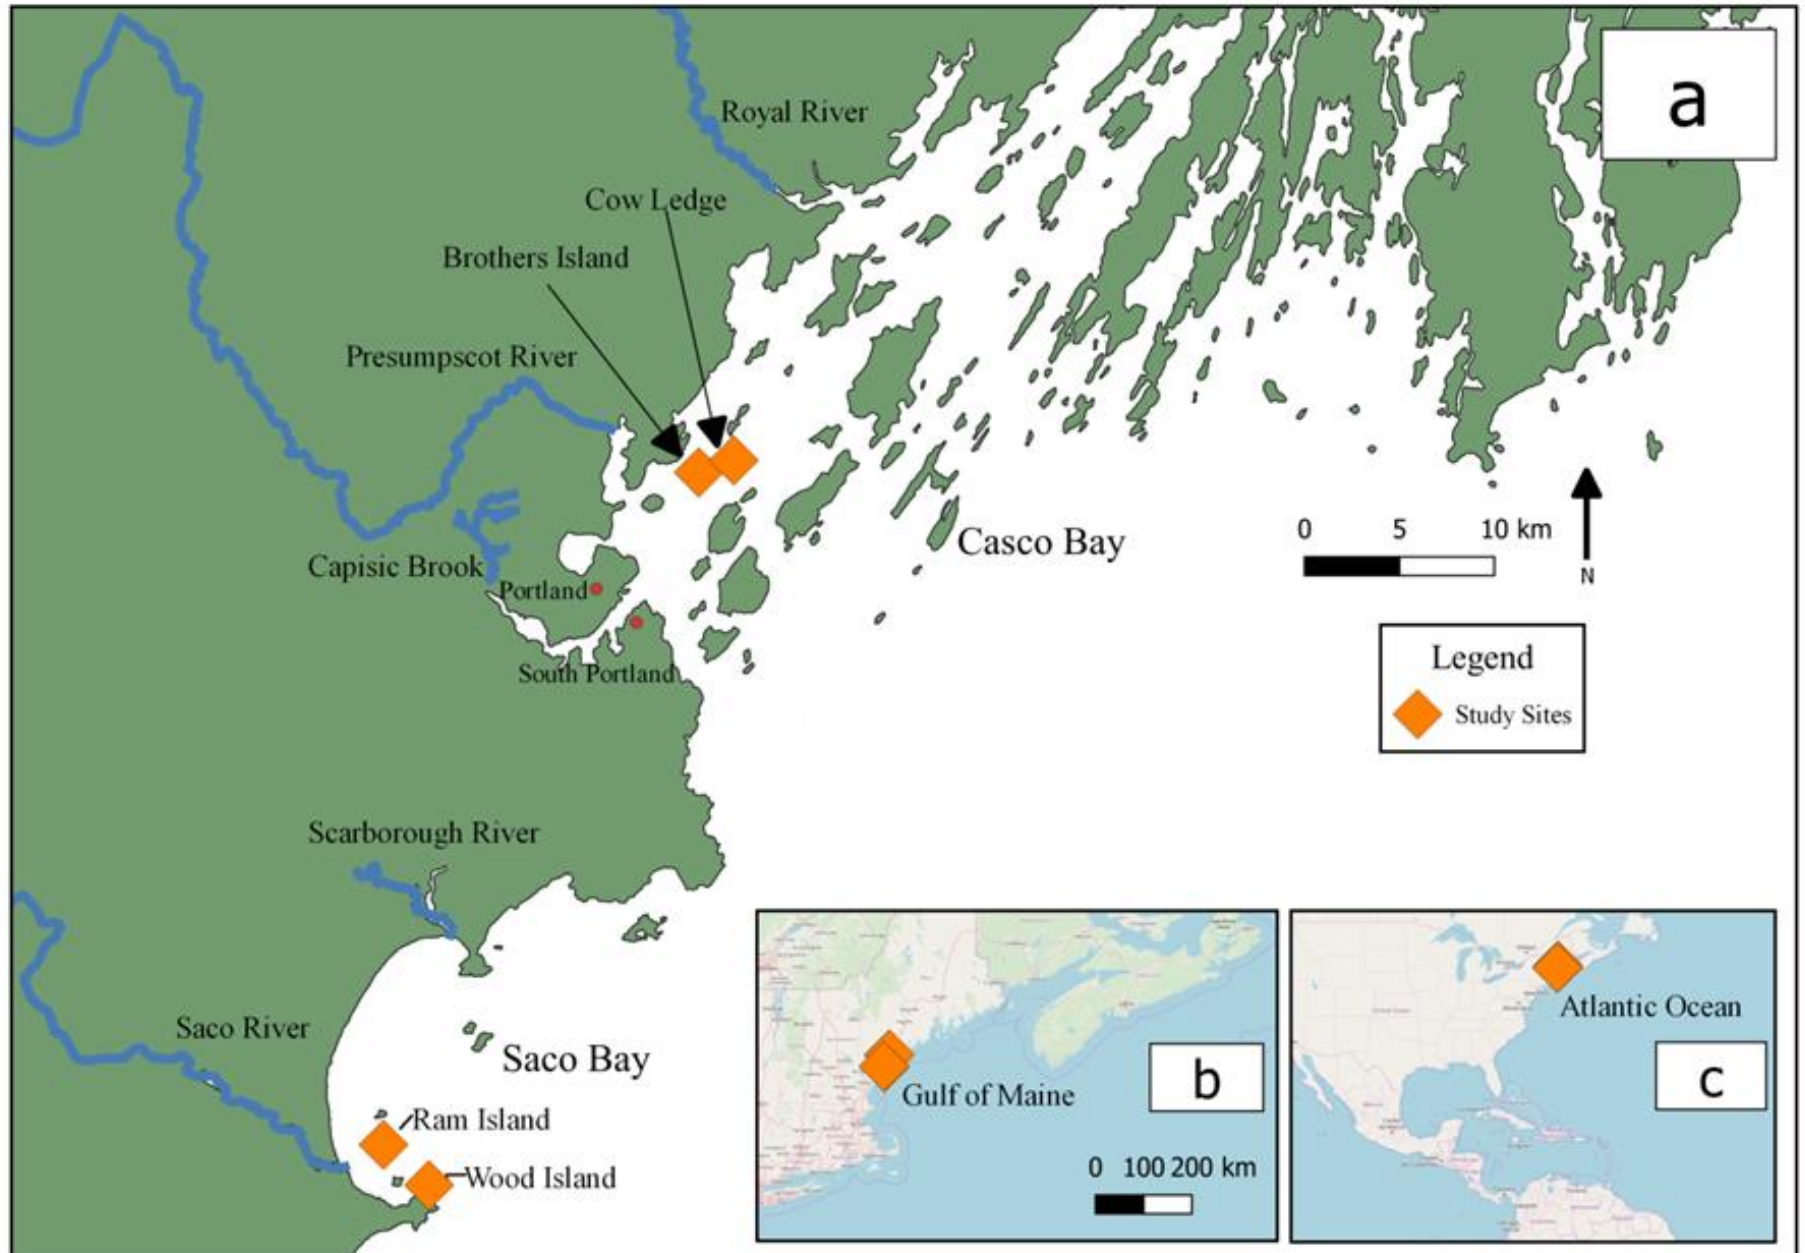 a
Royal River
Cow Ledge
Brothers Island
Presumpscot River
0 5 10 km
N
Casco Bay
Capisic Brook
Portland
South Portland
Legend
Study Sites
Scarborough River
Saco River
Saco Bay
Ram Island
Wood Island
Gulf of Maine
b
0 100 200 km
Atlantic Ocean
c